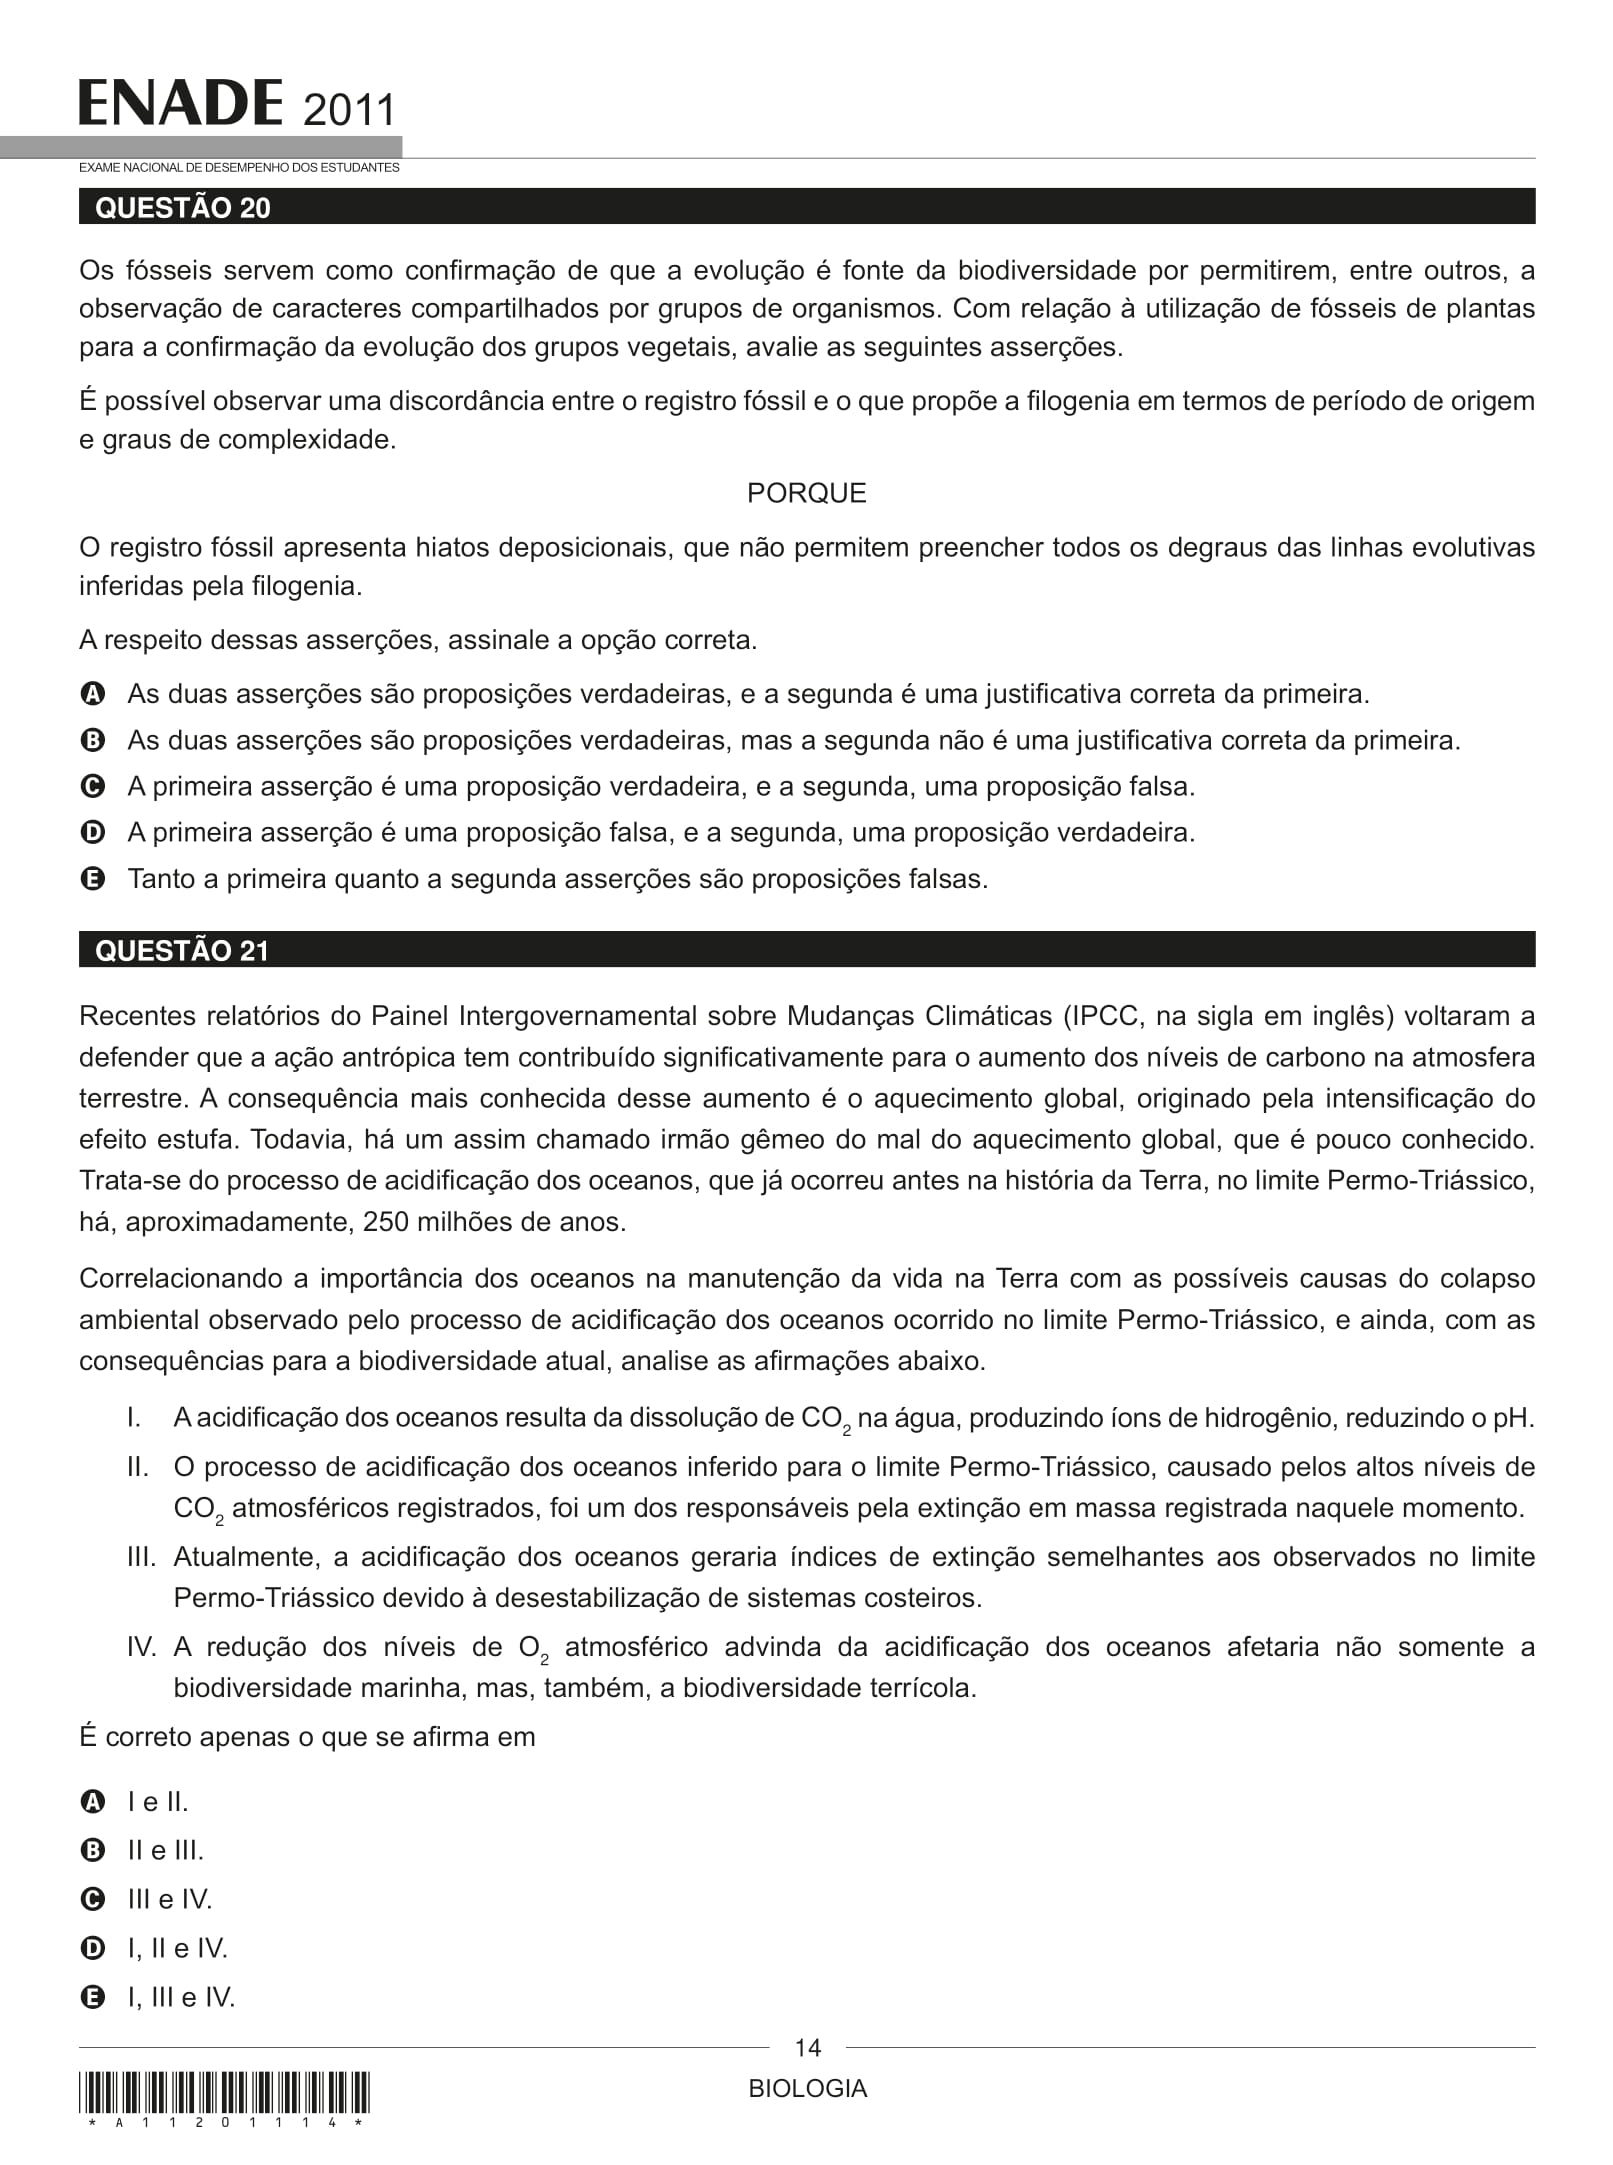 ENADE 2011
EXAME NACIONAL DE DESEMPENHO DOS ESTUDANTES
QUESTÃO 20
Os fósseis servem como confirmação de que a evolução é fonte da biodiversidade por permitirem, entre outros, a
observação de caracteres compartilhados por grupos de organismos. Com relação à utilização de fósseis de plantas
para a confirmação da evolução dos grupos vegetais, avalie as seguintes asserções.
É possível observar uma discordância entre o registro fóssil e o que propõe a filogenia em termos de período de origem
e graus de complexidade.
PORQUE
O registro fóssil apresenta hiatos deposicionais, que não permitem preencher todos os degraus das linhas evolutivas
inferidas pela filogenia.
A respeito dessas asserções, assinale a opção correta.
A As duas asserções são proposições verdadeiras, e a segunda é uma justificativa correta da primeira.
B As duas asserções são proposições verdadeiras, mas a segunda não é uma justificativa correta da primeira.
C A primeira asserção é uma proposição verdadeira, e a segunda, uma proposição falsa.
D A primeira asserção é uma proposição falsa, e a segunda, uma proposição verdadeira.
E Tanto a primeira quanto a segunda asserções são proposições falsas.
QUESTÃO 21
Recentes relatórios do Painel Intergovernamental sobre Mudanças Climáticas (IPCC, na sigla em inglês) voltaram a
defender que a ação antrópica tem contribuído significativamente para o aumento dos níveis de carbono na atmosfera
terrestre. A consequência mais conhecida desse aumento é o aquecimento global, originado pela intensificação do
efeito estufa. Todavia, há um assim chamado irmão gêmeo do mal do aquecimento global, que é pouco conhecido.
Trata-se do processo de acidificação dos oceanos, que já ocorreu antes na história da Terra, no limite Permo-Triássico,
há, aproximadamente, 250 milhões de anos.
Correlacionando a importância dos oceanos na manutenção da vida na Terra com as possíveis causas do colapso
ambiental observado pelo processo de acidificação dos oceanos ocorrido no limite Permo-Triássico, e ainda, com as
consequências para a biodiversidade atual, analise as afirmações abaixo.
I. A acidificação dos oceanos resulta da dissolução de CO2 na água, produzindo íons de hidrogênio, reduzindo o pH.
II. O processo de acidificação dos oceanos inferido para o limite Permo-Triássico, causado pelos altos níveis de
CO2 atmosféricos registrados, foi um dos responsáveis pela extinção em massa registrada naquele momento.
III. Atualmente, a acidificação dos oceanos geraria índices de extinção semelhantes aos observados no limite
Permo-Triássico devido à desestabilização de sistemas costeiros.
IV. A redução dos níveis de O2 atmosférico advinda da acidificação dos oceanos afetaria não somente a
biodiversidade marinha, mas, também, a biodiversidade terrícola.
É correto apenas o que se afirma em
A I e II.
B II e III.
C III e IV.
D I, II e IV.
E I, III e IV.
14
BIOLOGIA
* A 1 1 2 0 1 1 1 4 *